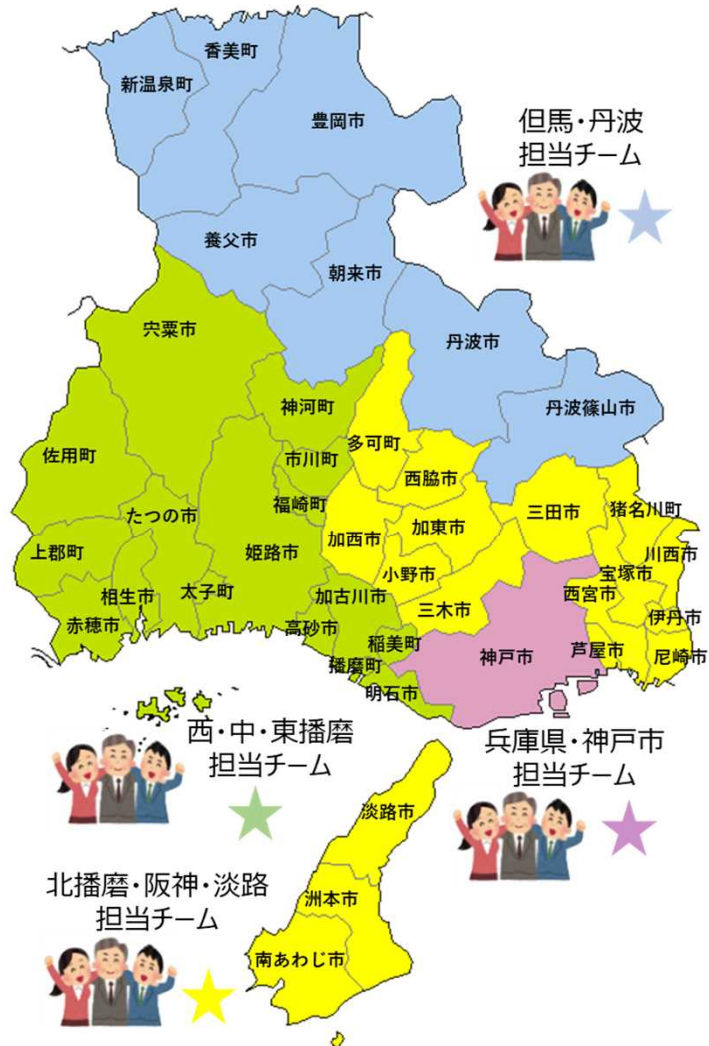 香美町
新温泉町
豊岡市
但馬・丹波
担当チーム
養父市
朝来市
宍粟市
丹波市
神河町
丹波篠山市
多可町
佐用町
市川町
西脇市
福崎町
三田市
猪名川町
たつの市
加東市
加西市
姫路市
上郡町
川西市
小野市
宝塚市
相生市
太子町
加古川市
西宮市
三木市
伊丹市
赤穂市
高砂市
稲美町
神戸市
芦屋市
尼崎市
播磨町
明石市
西・中・東播磨
担当チーム
兵庫県・神戸市
担当チーム
淡路市
北播磨・阪神・淡路
担当チーム
洲本市
南あわじ市